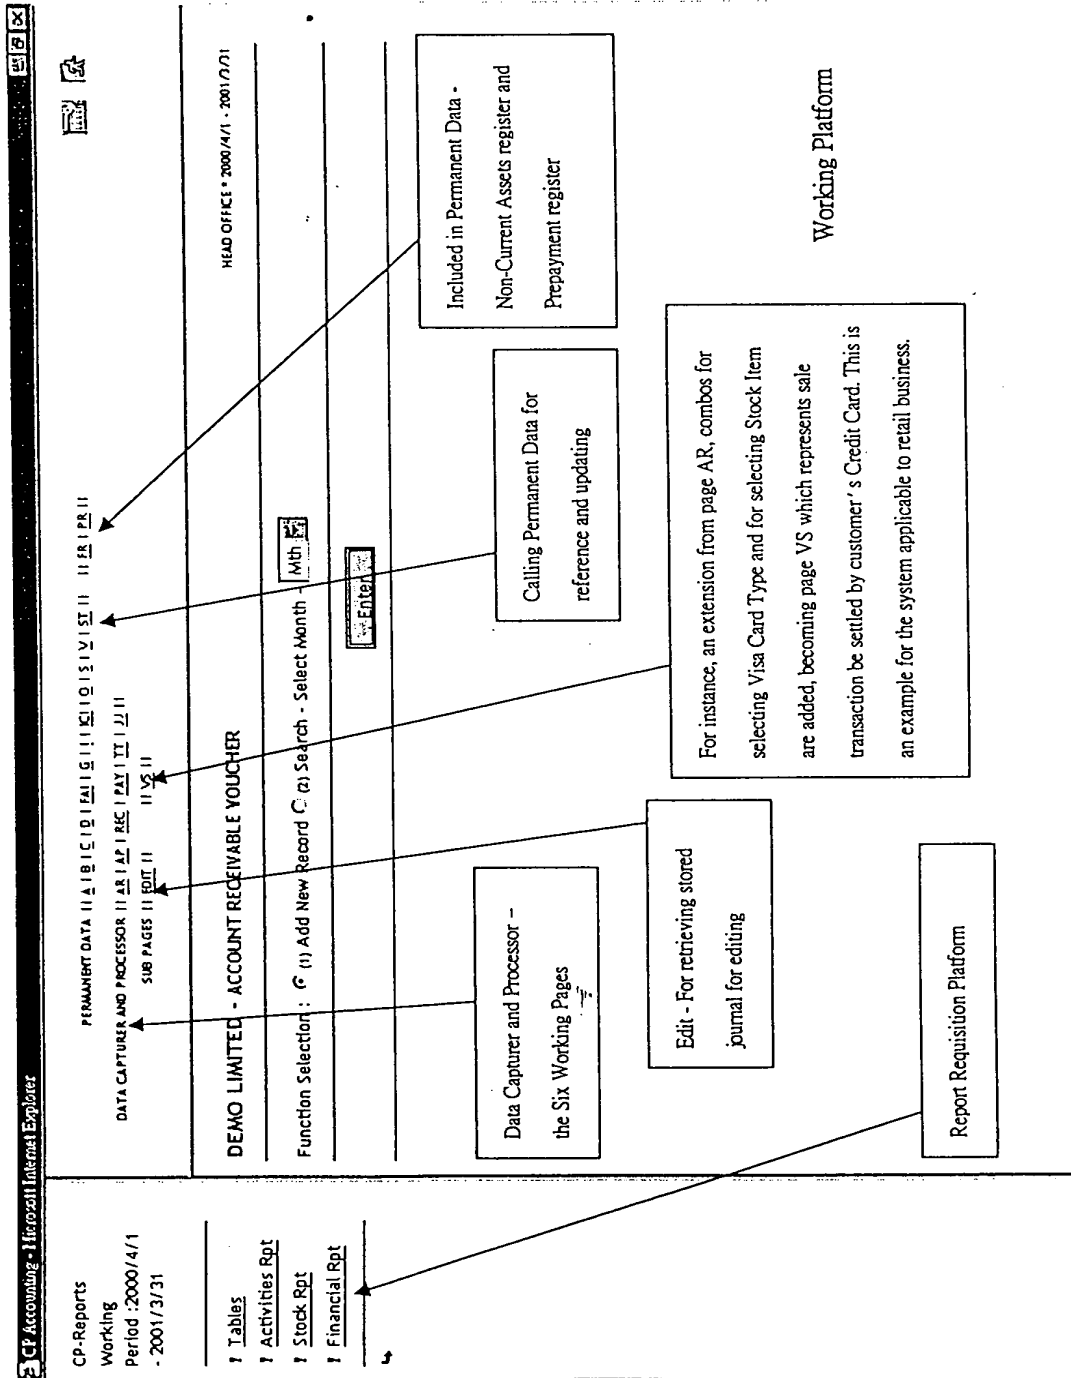 CP Accounting - Microsoft Internet Explorer
CP-Reports
Working
Period :2000/4/1
- 2001/3/31
Tables
Activities Rpt
Stock Rpt
Financial Rpt
PERMANENT DATA || A | B | C | D | FA | G | I | IC | O | S | V | ST || || FR | PR ||
DATA CAPTURER AND PROCESSOR || AR | AP | REC | PAY | TT | JJ ||
SUB PAGES || EDIT || || VS ||
HEAD OFFICE * 2000/4/1 - 2001/3/31
DEMO LIMITED - ACCOUNT RECEIVABLE VOUCHER
Function Selection : (1) Add New Record (2) Search - Select Month - Mth
Enter
Included in Permanent Data -
Non-Current Assets register and
Prepayment register
Calling Permanent Data for
reference and updating
For instance, an extension from page AR, combos for
selecting Visa Card Type and for selecting Stock Item
are added, becoming page VS which represents sale
transaction be settled by customer's Credit Card. This is
an example for the system applicable to retail business.
Data Capturer and Processor –
the Six Working Pages
Edit - For retrieving stored
journal for editing
Report Requisition Platform
Working Platform